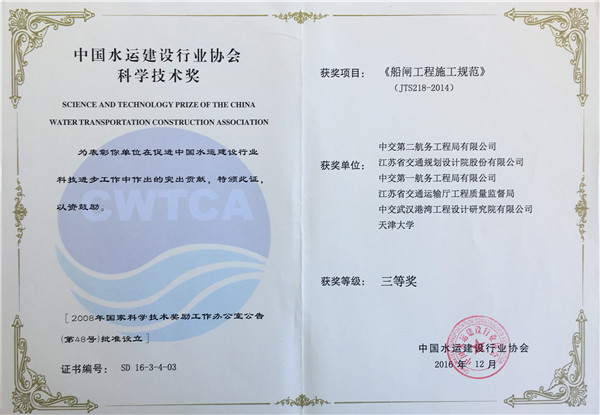 中国水运建设行业协会
科学技术奖
SCIENCE AND TECHNOLOGY PRIZE OF THE CHINA
WATER TRANSPORTATION CONSTRUCTION ASSOCIATION
为表彰你单位在促进中国水运建设行业
科技进步工作中作出的突出贡献，特颁此证，
以资鼓励。
CWTCA
[2008年国家科学技术奖励工作办公室公告
(第48号)批准设立]
证书编号： SD 16-3-4-03
获奖项目： 《船闸工程施工规范》
（JTS218-2014）
获奖单位： 中交第二航务工程局有限公司
江苏省交通规划设计院股份有限公司
中交第一航务工程局有限公司
江苏省交通运输厅工程质量监督局
中交武汉港湾工程设计研究院有限公司
天津大学
获奖等级： 三等奖
中国水运建设行业协会
2016 年 12 月